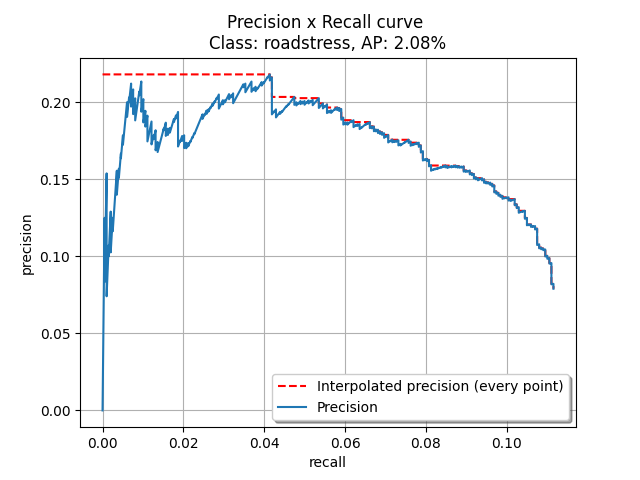 Precision x Recall curve
Class: roadstress, AP: 2.08%
precision
0.20
0.15
0.10
0.05
0.00
0.00 0.02 0.04 0.06 0.08 0.10
recall
Interpolated precision (every point)
Precision